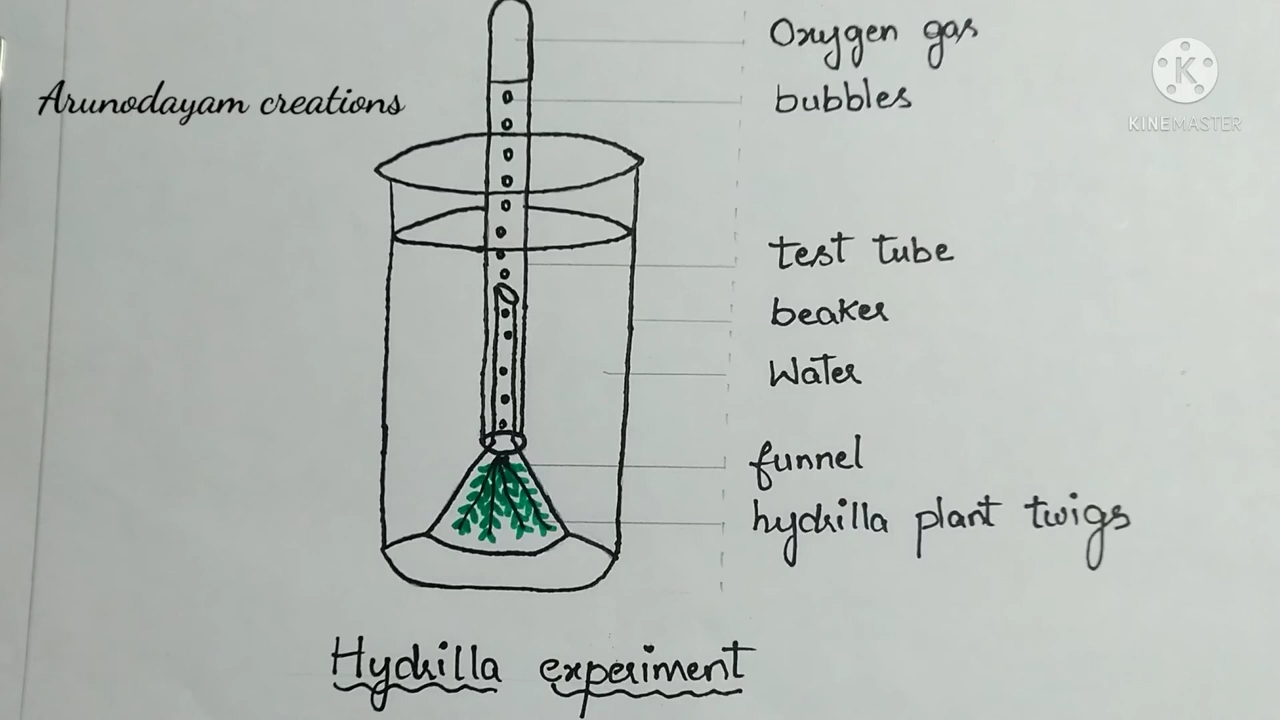 Oxygen gas
bubbles
Arunodayam creations
K
KINEMASTER
test tube
beaker
Water
funnel
hydrilla plant twigs
Hydrilla experiment